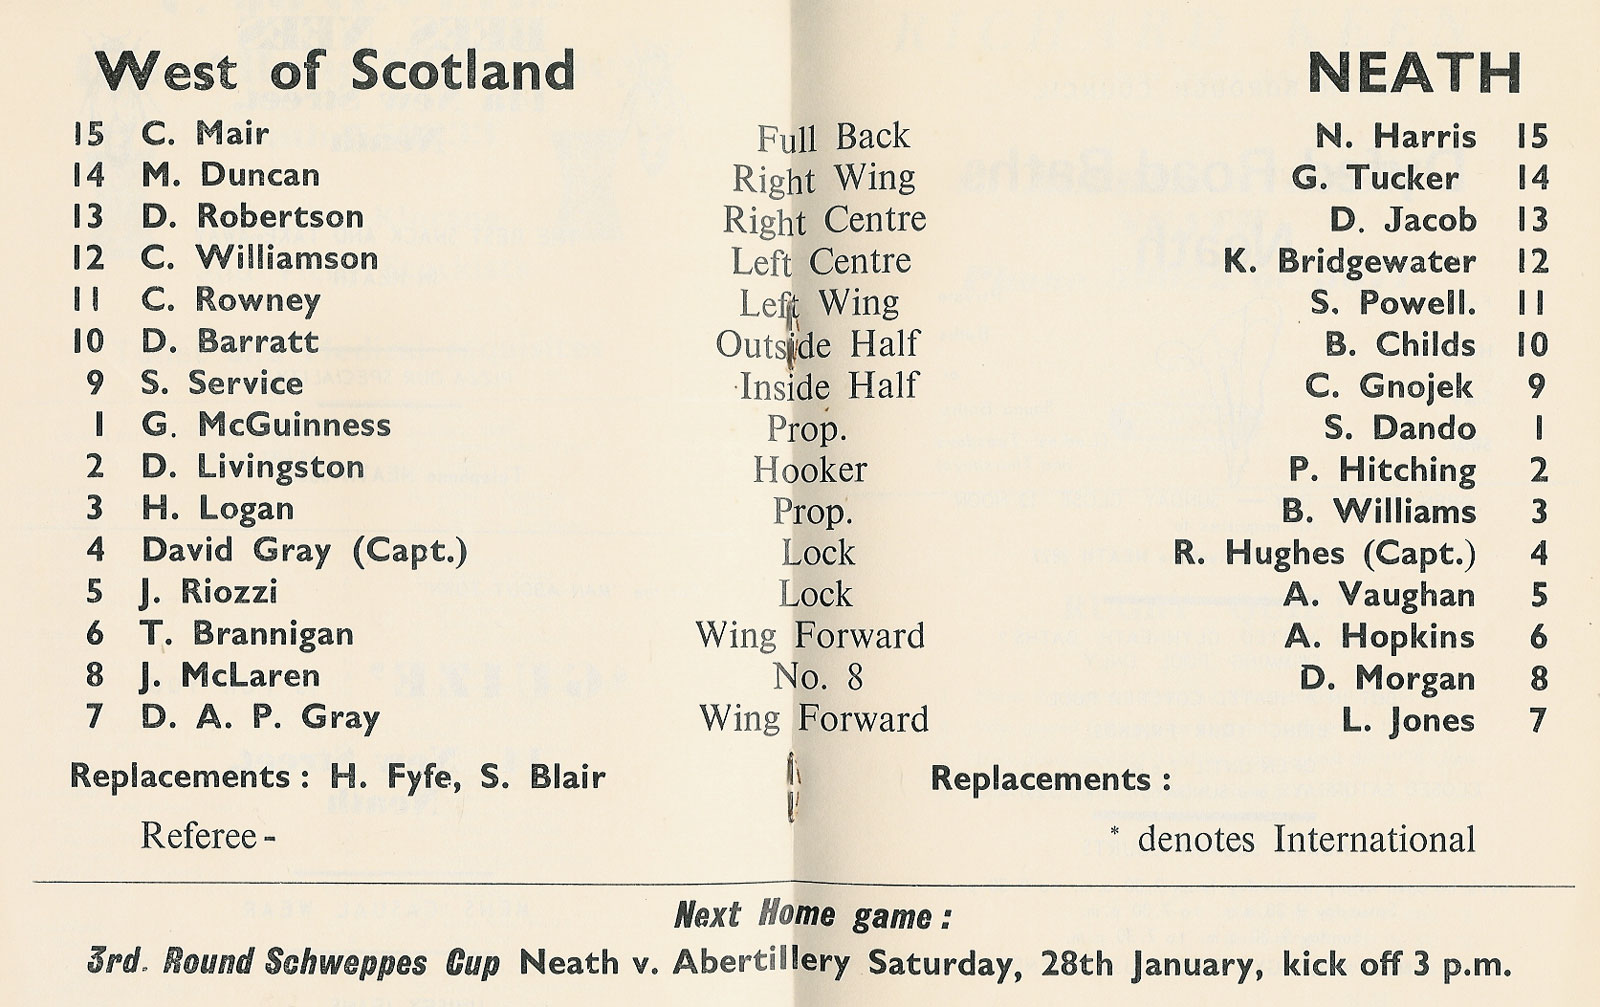 West of Scotland NEATH
15 C. Mair Full Back N. Harris 15
14 M. Duncan Right Wing G. Tucker 14
13 D. Robertson Right Centre D. Jacob 13
12 C. Williamson Left Centre K. Bridgewater 12
11 C. Rowney Left Wing S. Powell. 11
10 D. Barratt Outside Half B. Childs 10
9 S. Service Inside Half C. Gnojek 9
1 G. McGuinness Prop. S. Dando 1
2 D. Livingston Hooker P. Hitching 2
3 H. Logan Prop. B. Williams 3
4 David Gray (Capt.) Lock R. Hughes (Capt.) 4
5 J. Riozzi Lock A. Vaughan 5
6 T. Brannigan Wing Forward A. Hopkins 6
8 J. McLaren No. 8 D. Morgan 8
7 D. A. P. Gray Wing Forward L. Jones 7
Replacements : H. Fyfe, S. Blair Replacements :
Referee - * denotes International
Next Home game :
3rd. Round Schweppes Cup Neath v. Abertillery Saturday, 28th January, kick off 3 p.m.